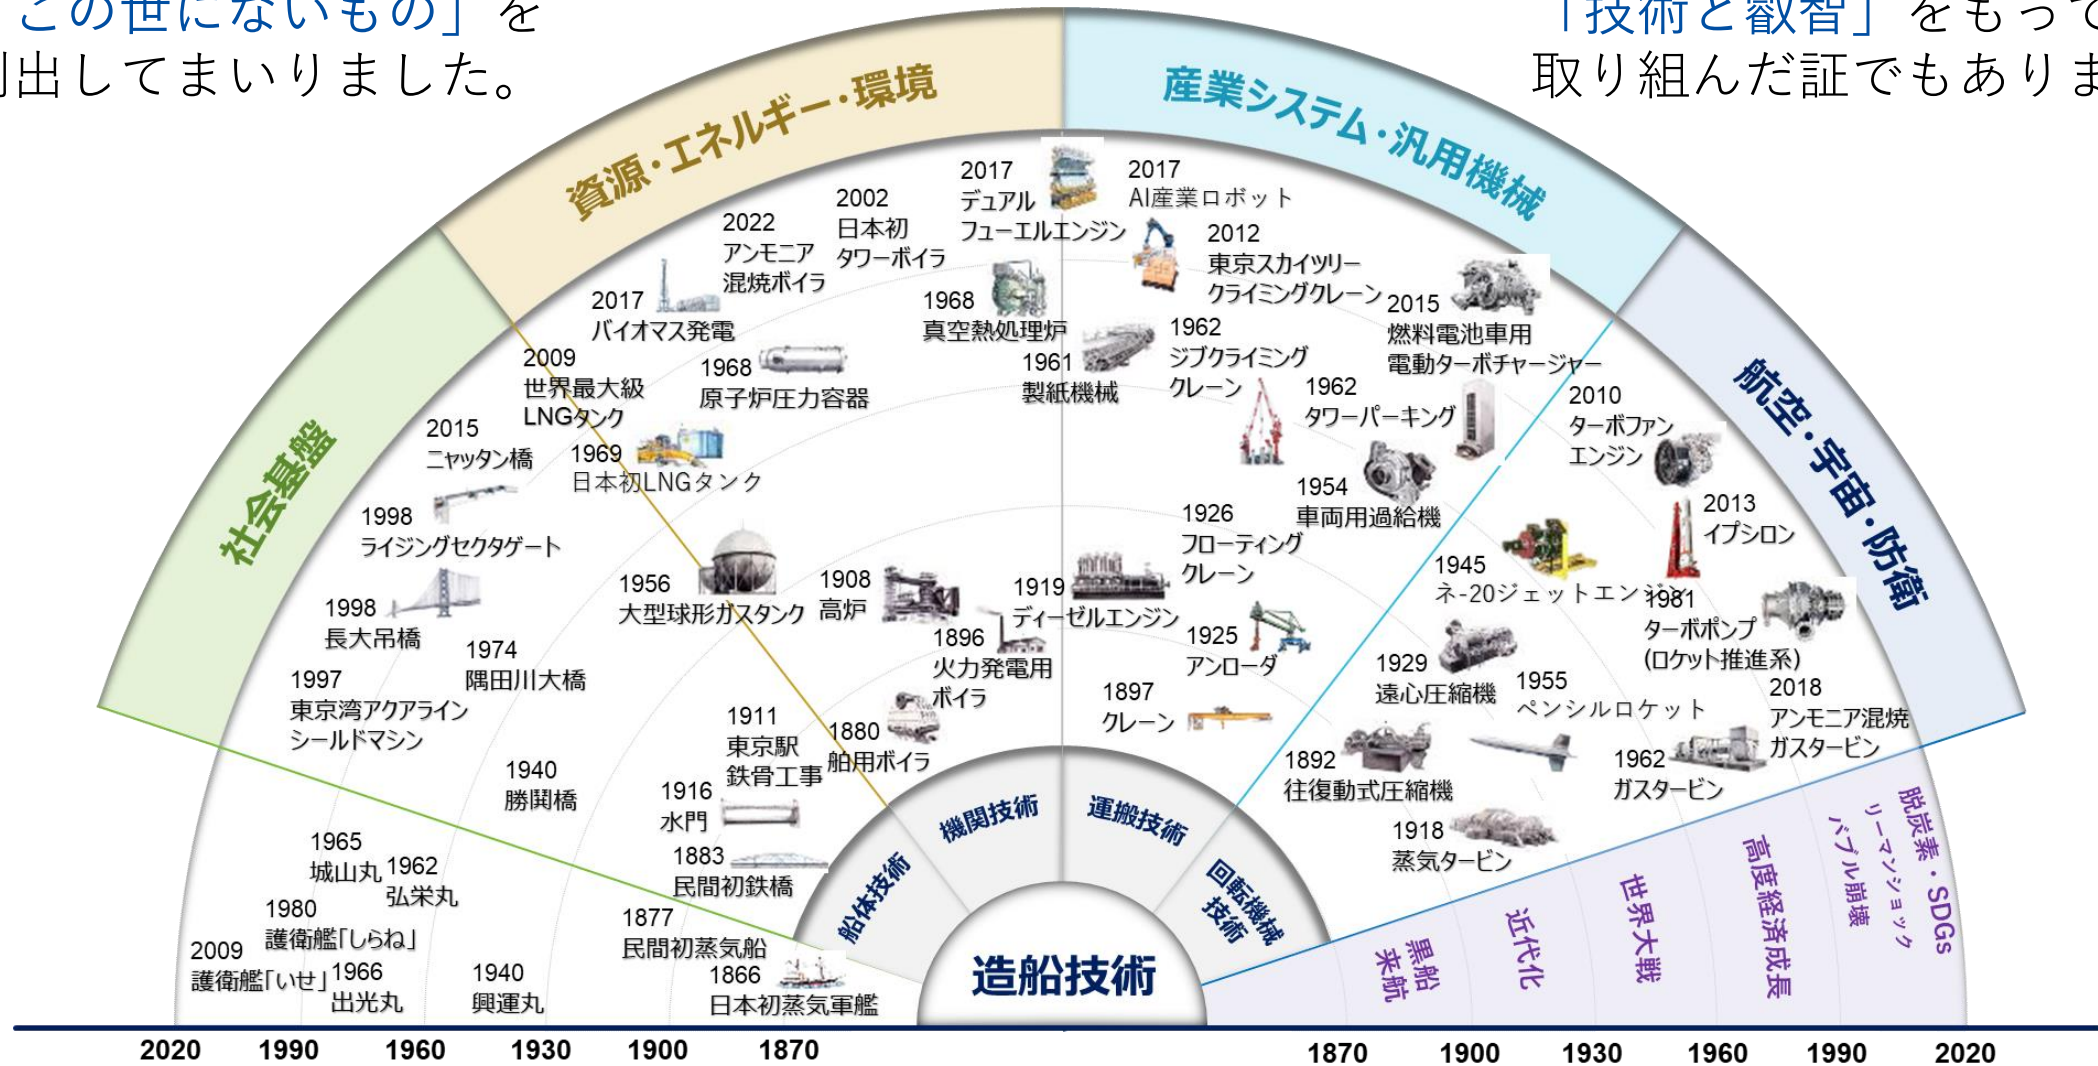 「この世にないもの」を
創出してまいりました。
「技術と叡智」をもって
取り組んだ証でもありま
社会基盤
資源・エネルギー・環境
産業システム・汎用機械
航空・宇宙・防衛
2017
デュアル
フューエルエンジン
2017
AI産業ロボット
2002
日本初
タワーボイラ
2022
アンモニア
混焼ボイラ
2017
バイオマス発電
2012
東京スカイツリー
クライミングクレーン
2015
燃料電池車用
電動ターボチャージャー
1968
真空熱処理炉
1962
ジブクライミング
クレーン
1961
製紙機械
2009
世界最大級
LNGタンク
1968
原子炉圧力容器
1962
タワーパーキング
2010
ターボファン
エンジン
2015
ニャッタン橋
1969
日本初LNGタンク
1954
車両用過給機
2013
イプシロン
1998
ライジングセクタゲート
1926
フローティング
クレーン
1945
ネ-20ジェットエンジン
1956
大型球形ガスタンク
1908
高炉
1919
ディーゼルエンジン
1981
ターボポンプ
(ロケット推進系)
1998
長大吊橋
1896
火力発電用
ボイラ
1925
アンローダ
1974
隅田川大橋
1929
遠心圧縮機
1955
ペンシルロケット
1997
東京湾アクアライン
シールドマシン
2018
アンモニア混焼
ガスタービン
1897
クレーン
1911
東京駅
鉄骨工事
1880
舶用ボイラ
1892
往復動式圧縮機
1962
ガスタービン
1940
勝鬨橋
1916
水門
1918
蒸気タービン
1883
民間初鉄橋
1965
城山丸
1962
弘栄丸
1980
護衛艦「しらね」
1877
民間初蒸気船
2009
護衛艦「いせ」
1966
出光丸
1940
興運丸
1866
日本初蒸気軍艦
船体技術
機関技術
運搬技術
回転機械
技術
造船技術
黒船
来航
近代化
世界大戦
高度経済成長
バブル崩壊
リーマンショック
脱炭素・SDGs
2020 1990 1960 1930 1900 1870 1870 1900 1930 1960 1990 2020